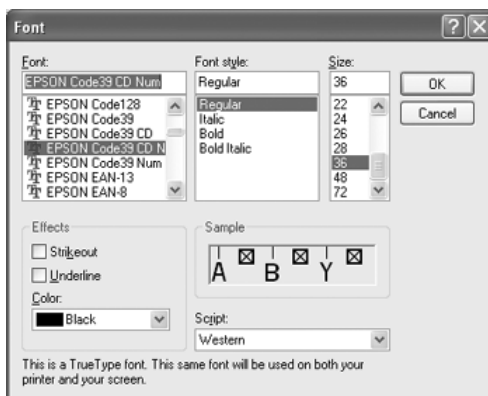 Font
Font:
EPSON Code39 CD Num
EPSON Code128
EPSON Code39
EPSON Code39 CD
EPSON Code39 CD N
EPSON Code39 Num
EPSON EAN-13
EPSON EAN-8
Font style:
Regular
Regular
Italic
Bold
Bold Italic
Size:
36
22
24
26
28
36
48
72
OK
Cancel
Effects
Strikeout
Underline
Color:
Black
Sample
A B Y
Script:
Western
This is a TrueType font. This same font will be used on both your
printer and your screen.